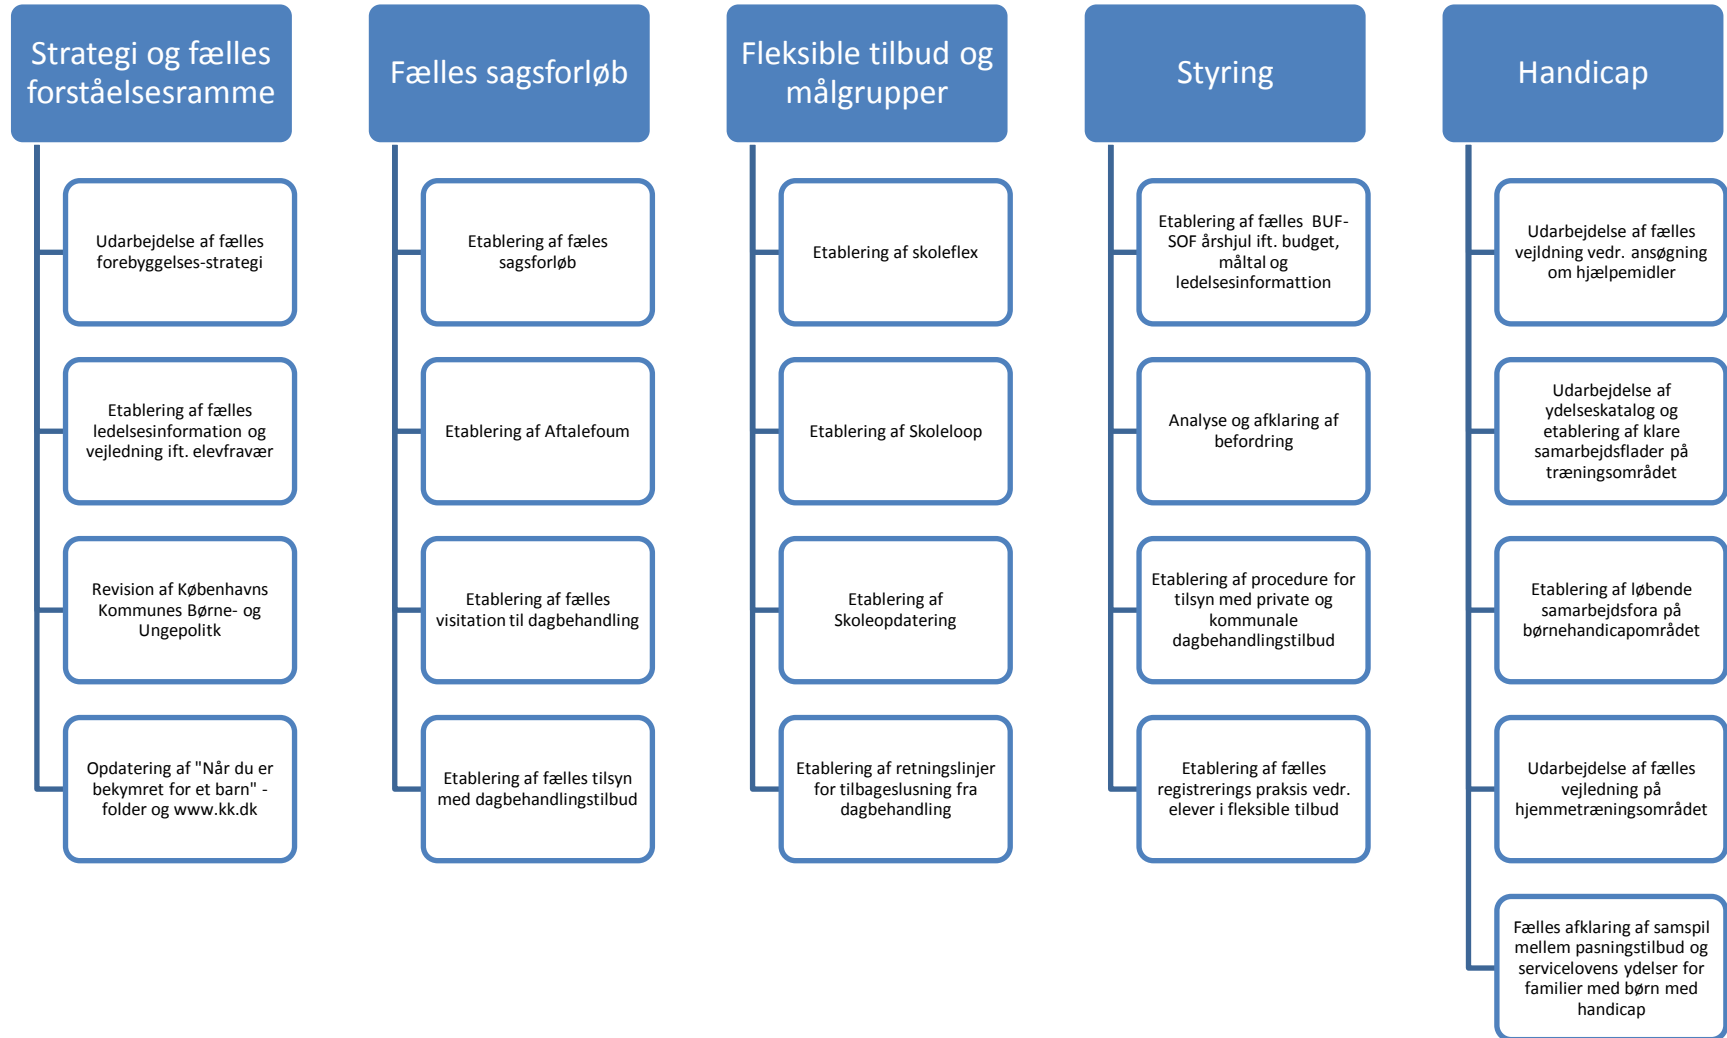 Strategi og fælles
forståelsesramme
Udarbejdelse af fælles
forebyggelses-strategi
Etablering af fælles
ledelsesinformation og
vejledning ift. elevfravær
Revision af Københavns
Kommunes Børne- og
Ungepolitk
Opdatering af "Når du er
bekymret for et barn" -
folder og www.kk.dk
Fælles sagsforløb
Etablering af fæles
sagsforløb
Etablering af Aftalefoum
Etablering af fælles
visitation til dagbehandling
Etablering af fælles tilsyn
med dagbehandlingstilbud
Fleksible tilbud og
målgrupper
Etablering af skoleflex
Etablering af Skoleloop
Etablering af
Skoleopdatering
Etablering af retningslinjer
for tilbageslusning fra
dagbehandling
Styring
Etablering af fælles BUF-
SOF årshjul ift. budget,
måltal og
ledelsesinformattion
Analyse og afklaring af
befordring
Etablering af procedure for
tilsyn med private og
kommunale
dagbehandlingstilbud
Etablering af fælles
registrerings praksis vedr.
elever i fleksible tilbud
Handicap
Udarbejdelse af fælles
vejldning vedr. ansøgning
om hjælpemidler
Udarbejdelse af
ydelseskatalog og
etablering af klare
samarbejdsflader på
træningsområdet
Etablering af løbende
samarbejdsfora på
børnehandicapområdet
Udarbejdelse af fælles
vejledning på
hjemmetræningsområdet
Fælles afklaring af samspil
mellem pasningstilbud og
servicelovens ydelser for
familier med børn med
handicap